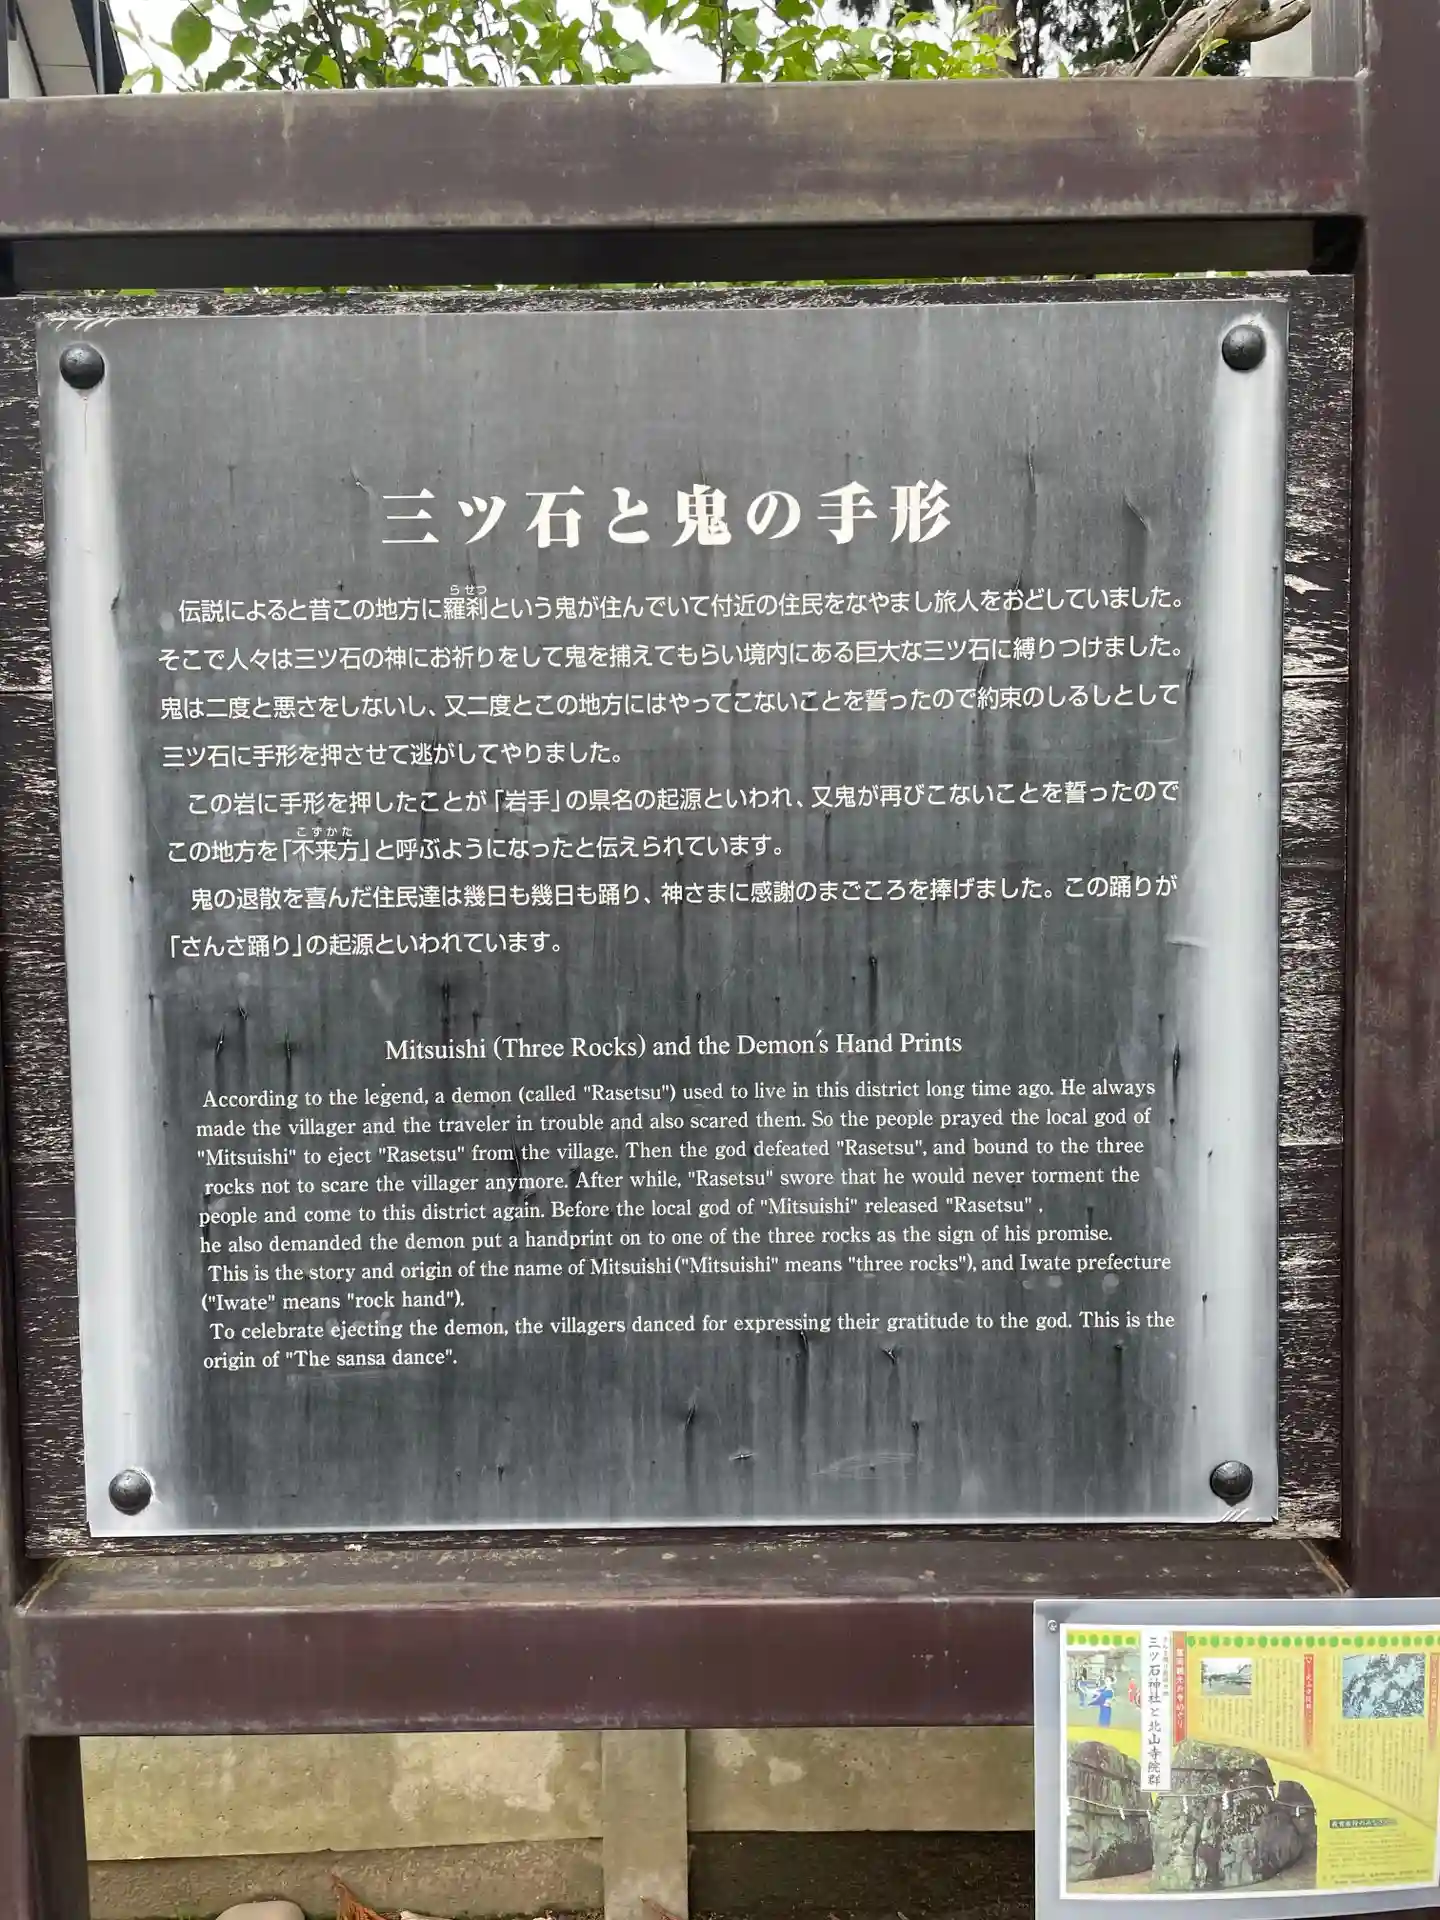 三ツ石と鬼の手形
伝説によると昔この地方に羅刹という鬼が住んでいて付近の住民をなやまし旅人をおどしていました。
らせつ
そこで人々は三ツ石の神にお祈りをして鬼を捕えてもらい境内にある巨大な三ツ石に縛りつけました。
鬼は二度と悪さをしないし、又二度とこの地方にはやってこないことを誓ったので約束のしるしとして
三ツ石に手形を押させて逃がしてやりました。
この岩に手形を押したことが「岩手」の県名の起源といわれ、又鬼が再びこないことを誓ったので
この地方を「不来方」と呼ぶようになったと伝えられています。
こずかた
鬼の退散を喜んだ住民達は幾日も幾日も踊り、神さまに感謝のまごころを捧げました。この踊りが
「さんさ踊り」の起源といわれています。
Mitsuishi (Three Rocks) and the Demon's Hand Prints
According to the legend, a demon (called "Rasetsu") used to live in this district long time ago. He always
made the villager and the traveler in trouble and also scared them. So the people prayed the local god of
"Mitsuishi" to eject "Rasetsu" from the village. Then the god defeated "Rasetsu", and bound to the three
rocks not to scare the villager anymore. After while, "Rasetsu" swore that he would never torment the
people and come to this district again. Before the local god of "Mitsuishi" released "Rasetsu" ,
he also demanded the demon put a handprint on to one of the three rocks as the sign of his promise.
This is the story and origin of the name of Mitsuishi ("Mitsuishi" means "three rocks"), and Iwate prefecture
("Iwate" means "rock hand").
To celebrate ejecting the demon, the villagers danced for expressing their gratitude to the god. This is the
origin of "The sansa dance".
三ツ石神社と北山寺院群